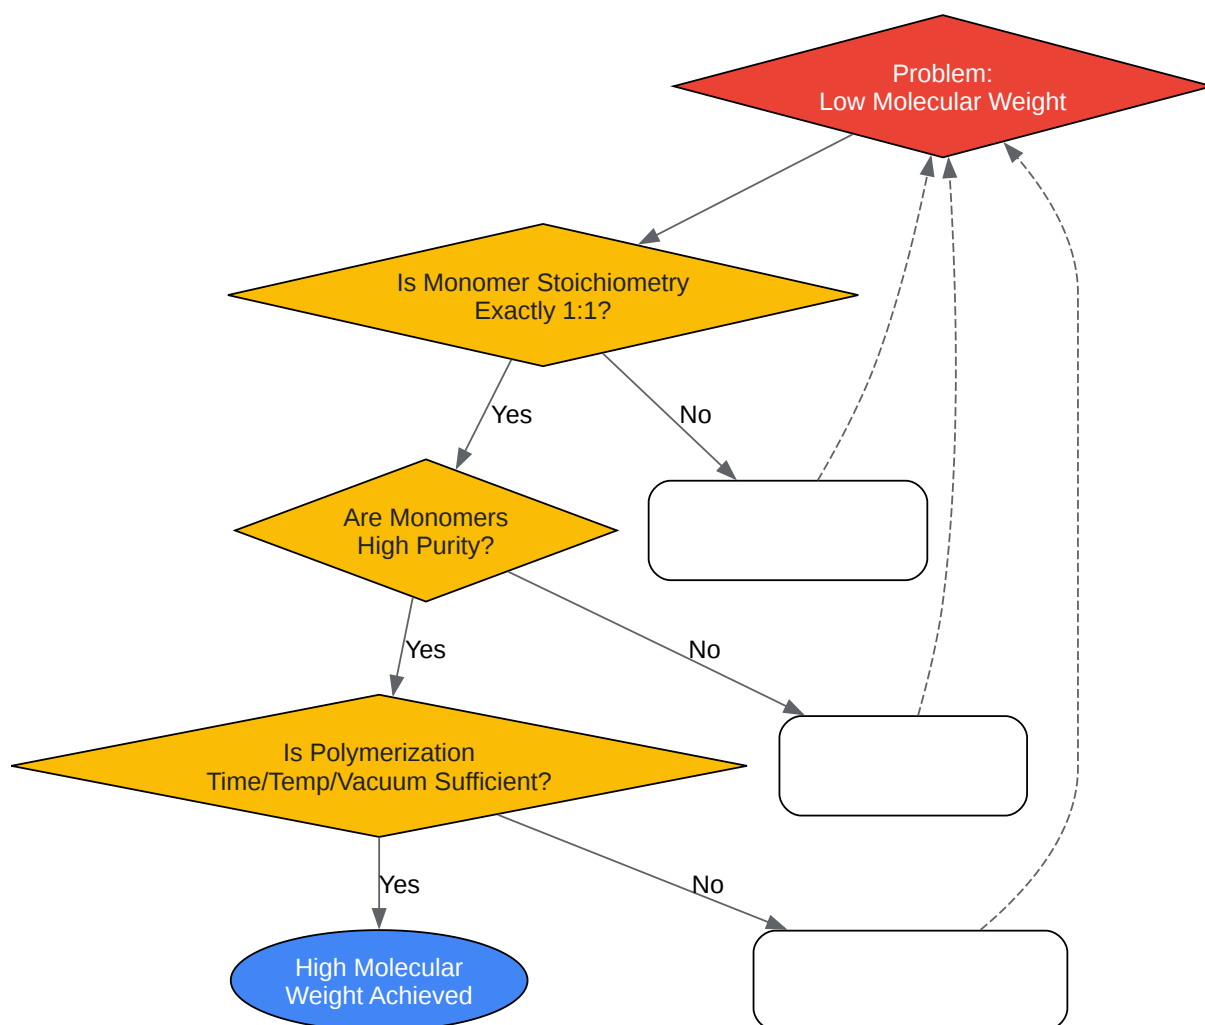 Problem:
Low Molecular Weight
Is Monomer Stoichiometry
Exactly 1:1?
Yes
No
Are Monomers
High Purity?
Yes
No
Is Polymerization
Time/Temp/Vacuum Sufficient?
Yes
No
High Molecular
Weight Achieved